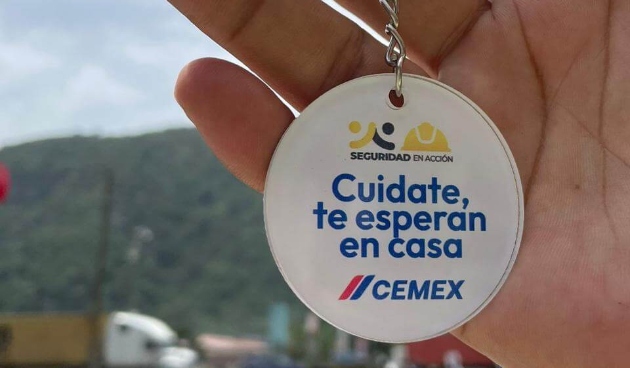 SEGURIDAD EN ACCIÓN
Cuidate,
te esperan
en casa
CEMEX